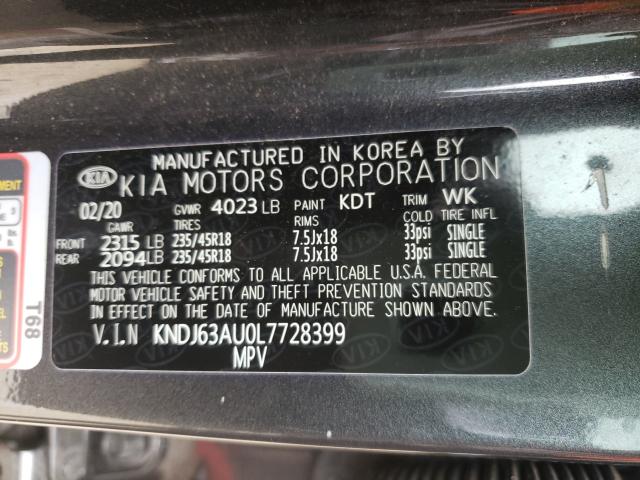 MANUFACTURED IN KOREA BY
KIA KIA MOTORS CORPORATION
02/20 GVWR 4023 LB PAINT KDT TRIM WK
GAWR TIRES RIMS COLD TIRE INFL
FRONT 2315 LB 235/45R18 7.5Jx18 33psi SINGLE
REAR 2094LB 235/45R18 7.5Jx18 33psi SINGLE
THIS VEHICLE CONFORMS TO ALL APPLICABLE U.S.A. FEDERAL
MOTOR VEHICLE SAFETY AND THEFT PREVENTION STANDARDS
IN EFFECT ON THE DATE OF MANUFACTURE SHOWN ABOVE.
V.I.N KNDJ63AU0L7728399
MPV
T68